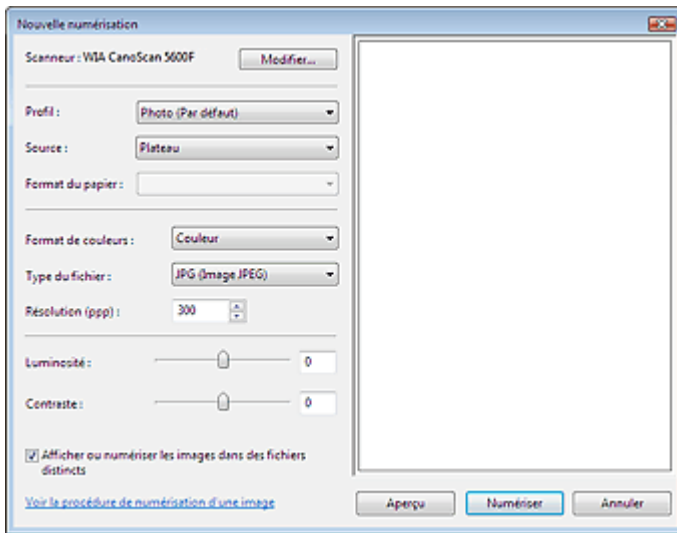 Nouvelle numérisation
Scanneur : WIA CanoScan 5600F
Modifier...
Profil :
Photo (Par défaut)
Source :
Plateau
Format du papier :
Format de couleurs :
Couleur
Type du fichier :
JPG (Image JPEG)
Résolution (ppp) :
300
Luminosité :
0
Contraste :
0
Afficher ou numériser les images dans des fichiers
distincts
Voir la procédure de numérisation d'une image
Aperçu
Numériser
Annuler